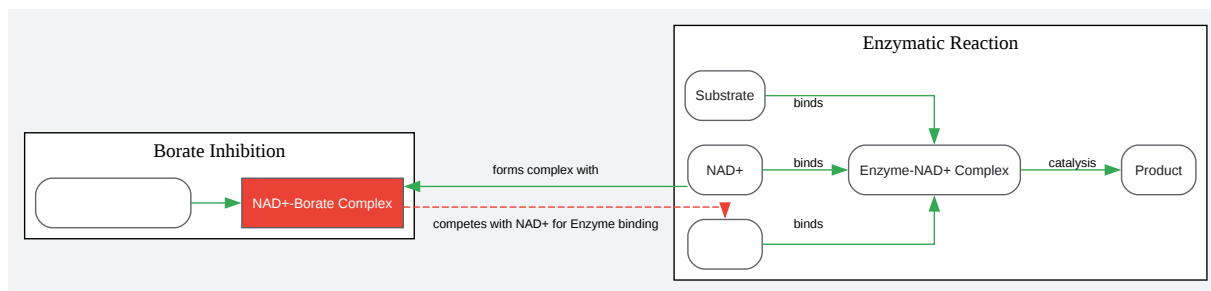 Enzymatic Reaction
Substrate
binds
Borate Inhibition
NAD+-Borate Complex
forms complex with
competes with NAD+ for Enzyme binding
NAD+
binds
Enzyme-NAD+ Complex
catalysis
Product
binds